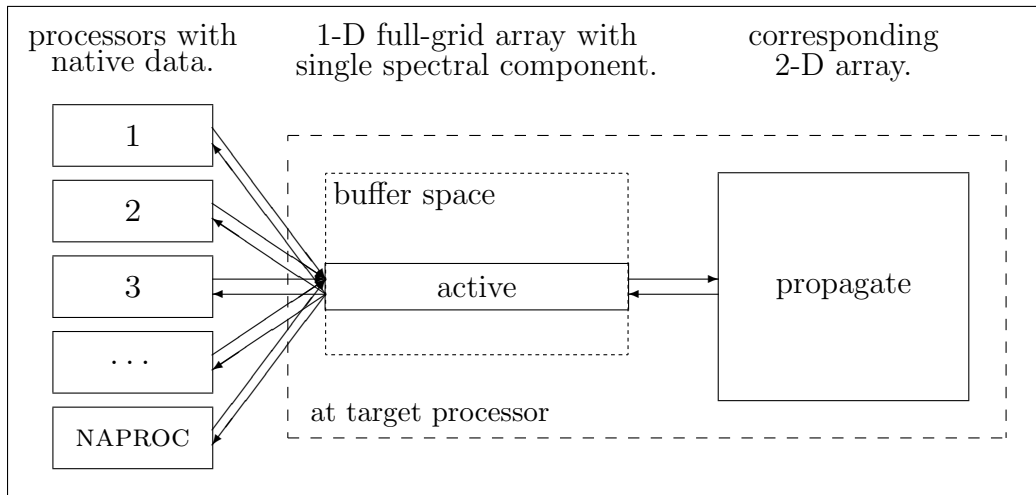 processors with
native data.
1-D full-grid array with
single spectral component.
corresponding
2-D array.
1
2
3
...
NAPROC
buffer space
active
propagate
at target processor